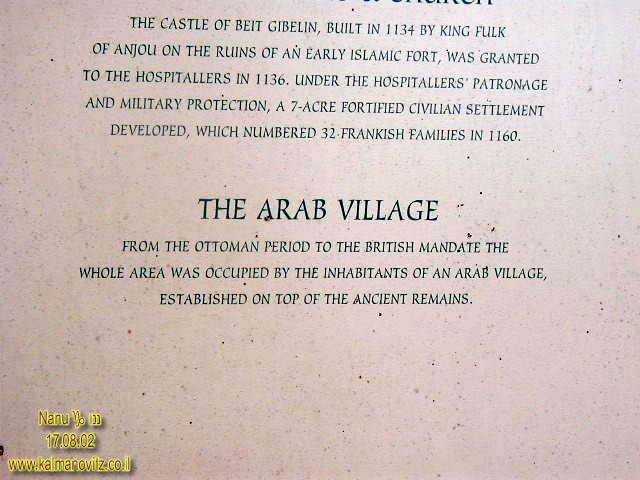 CHURCH
THE CASTLE OF BEIT GIBELIN, BUILT IN 1134 BY KING FULK
OF ANJOU ON THE RUINS OF AN EARLY ISLAMIC FORT, WAS GRANTED
TO THE HOSPITALLERS IN 1136. UNDER THE HOSPITALLERS' PATRONAGE
AND MILITARY PROTECTION, A 7-ACRE FORTIFIED CIVILIAN SETTLEMENT
DEVELOPED, WHICH NUMBERED 32 FRANKISH FAMILIES IN 1160.
THE ARAB VILLAGE
FROM THE OTTOMAN PERIOD TO THE BRITISH MANDATE THE
WHOLE AREA WAS OCCUPIED BY THE INHABITANTS OF AN ARAB VILLAGE,
ESTABLISHED ON TOP OF THE ANCIENT REMAINS.
Nanu
17.08.02
www.kalmanovitz.co.il